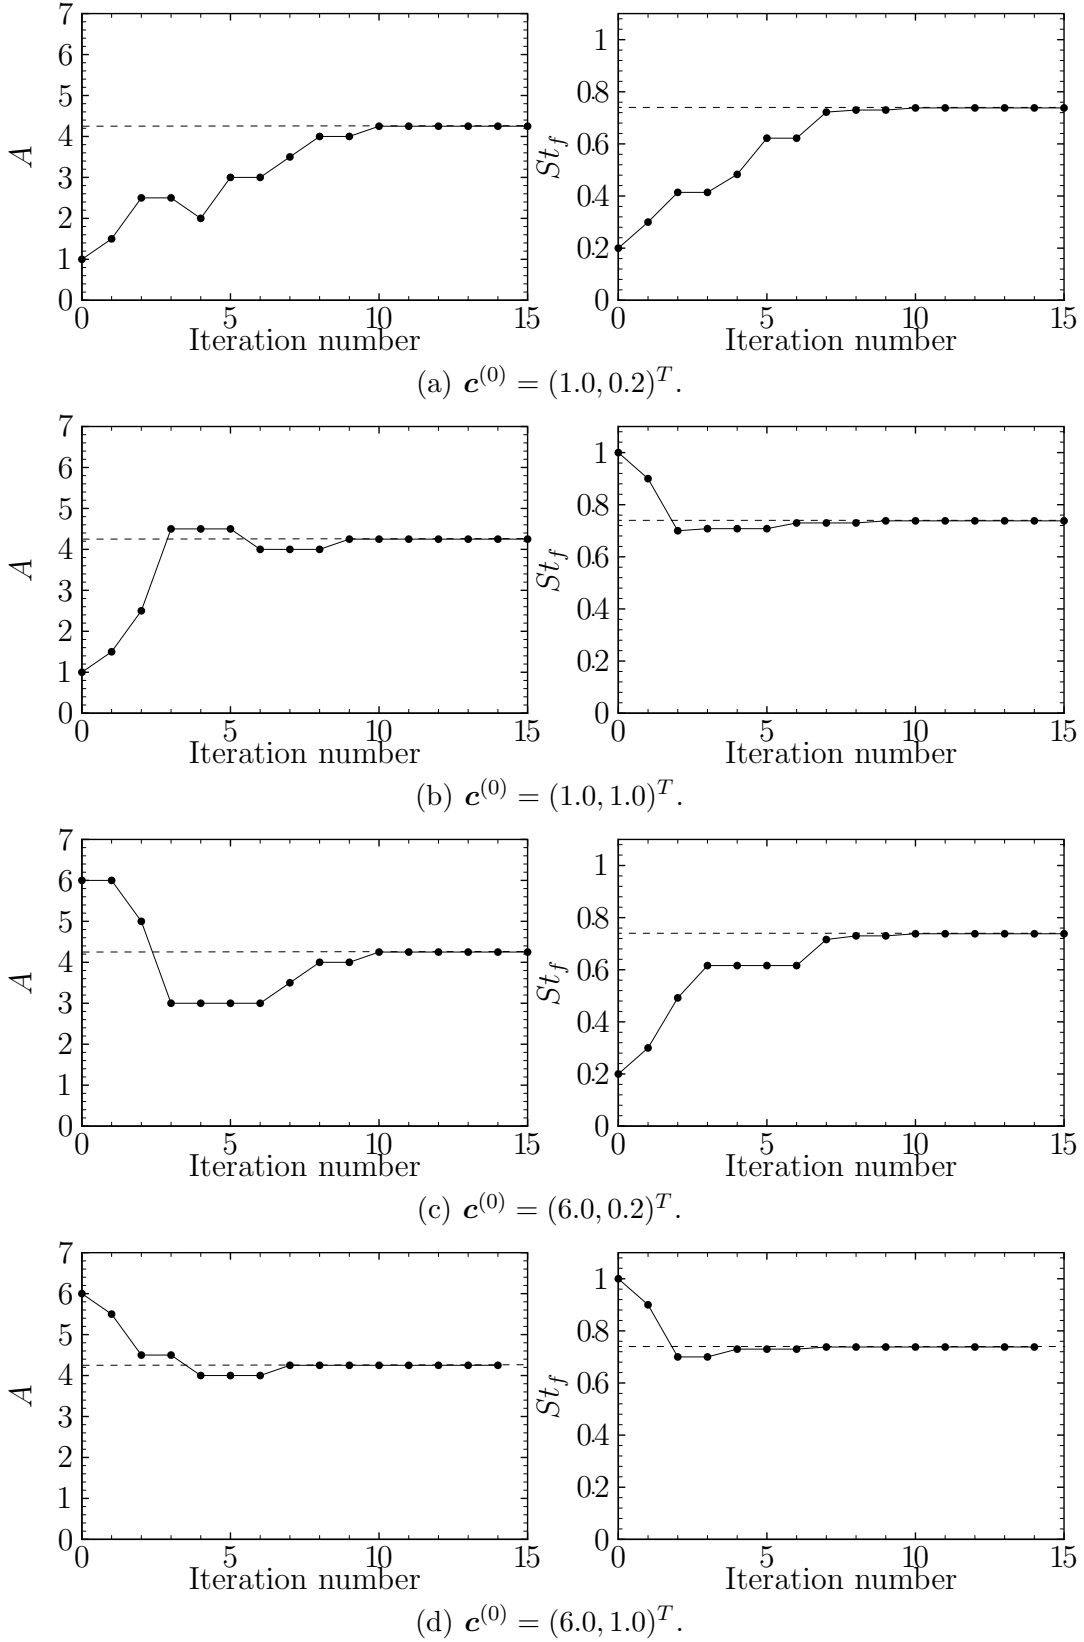 7
6
5
4
3
2
1
0
A
0 5 10 15
Iteration number
1
0.8
0.6
0.4
0.2
0
St_f
0 5 10 15
Iteration number
(a) c^{(0)} = (1.0, 0.2)^T.
7
6
5
4
3
2
1
0
A
0 5 10 15
Iteration number
1
0.8
0.6
0.4
0.2
0
St_f
0 5 10 15
Iteration number
(b) c^{(0)} = (1.0, 1.0)^T.
7
6
5
4
3
2
1
0
A
0 5 10 15
Iteration number
1
0.8
0.6
0.4
0.2
0
St_f
0 5 10 15
Iteration number
(c) c^{(0)} = (6.0, 0.2)^T.
7
6
5
4
3
2
1
0
A
0 5 10 15
Iteration number
1
0.8
0.6
0.4
0.2
0
St_f
0 5 10 15
Iteration number
(d) c^{(0)} = (6.0, 1.0)^T.